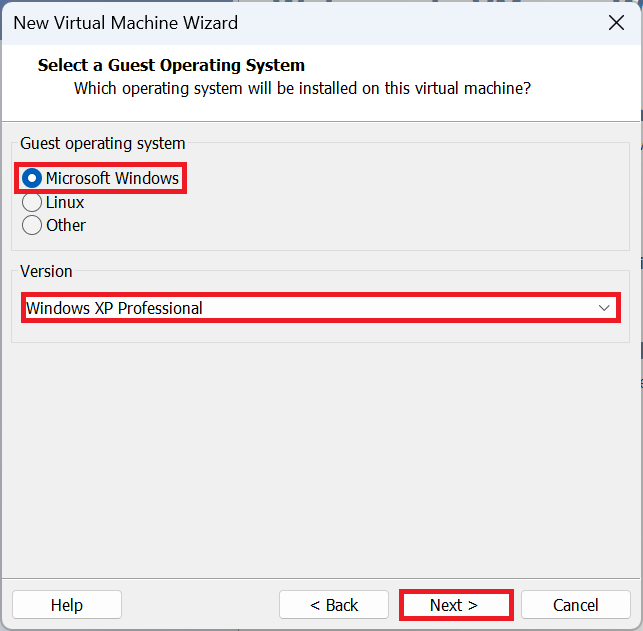 New Virtual Machine Wizard
Select a Guest Operating System
Which operating system will be installed on this virtual machine?
Guest operating system
Microsoft Windows
Linux
Other
Version
Windows XP Professional
Help
< Back
Next >
Cancel